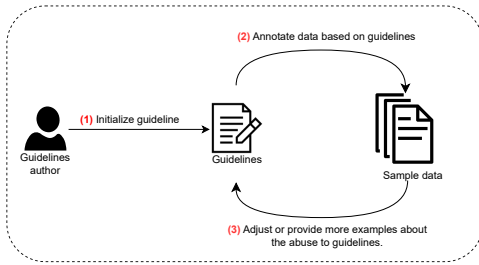 (2) Annotate data based on guidelines
(1) Initialize guideline
Guidelines
author
Guidelines
Sample data
(3) Adjust or provide more examples about
the abuse to guidelines.